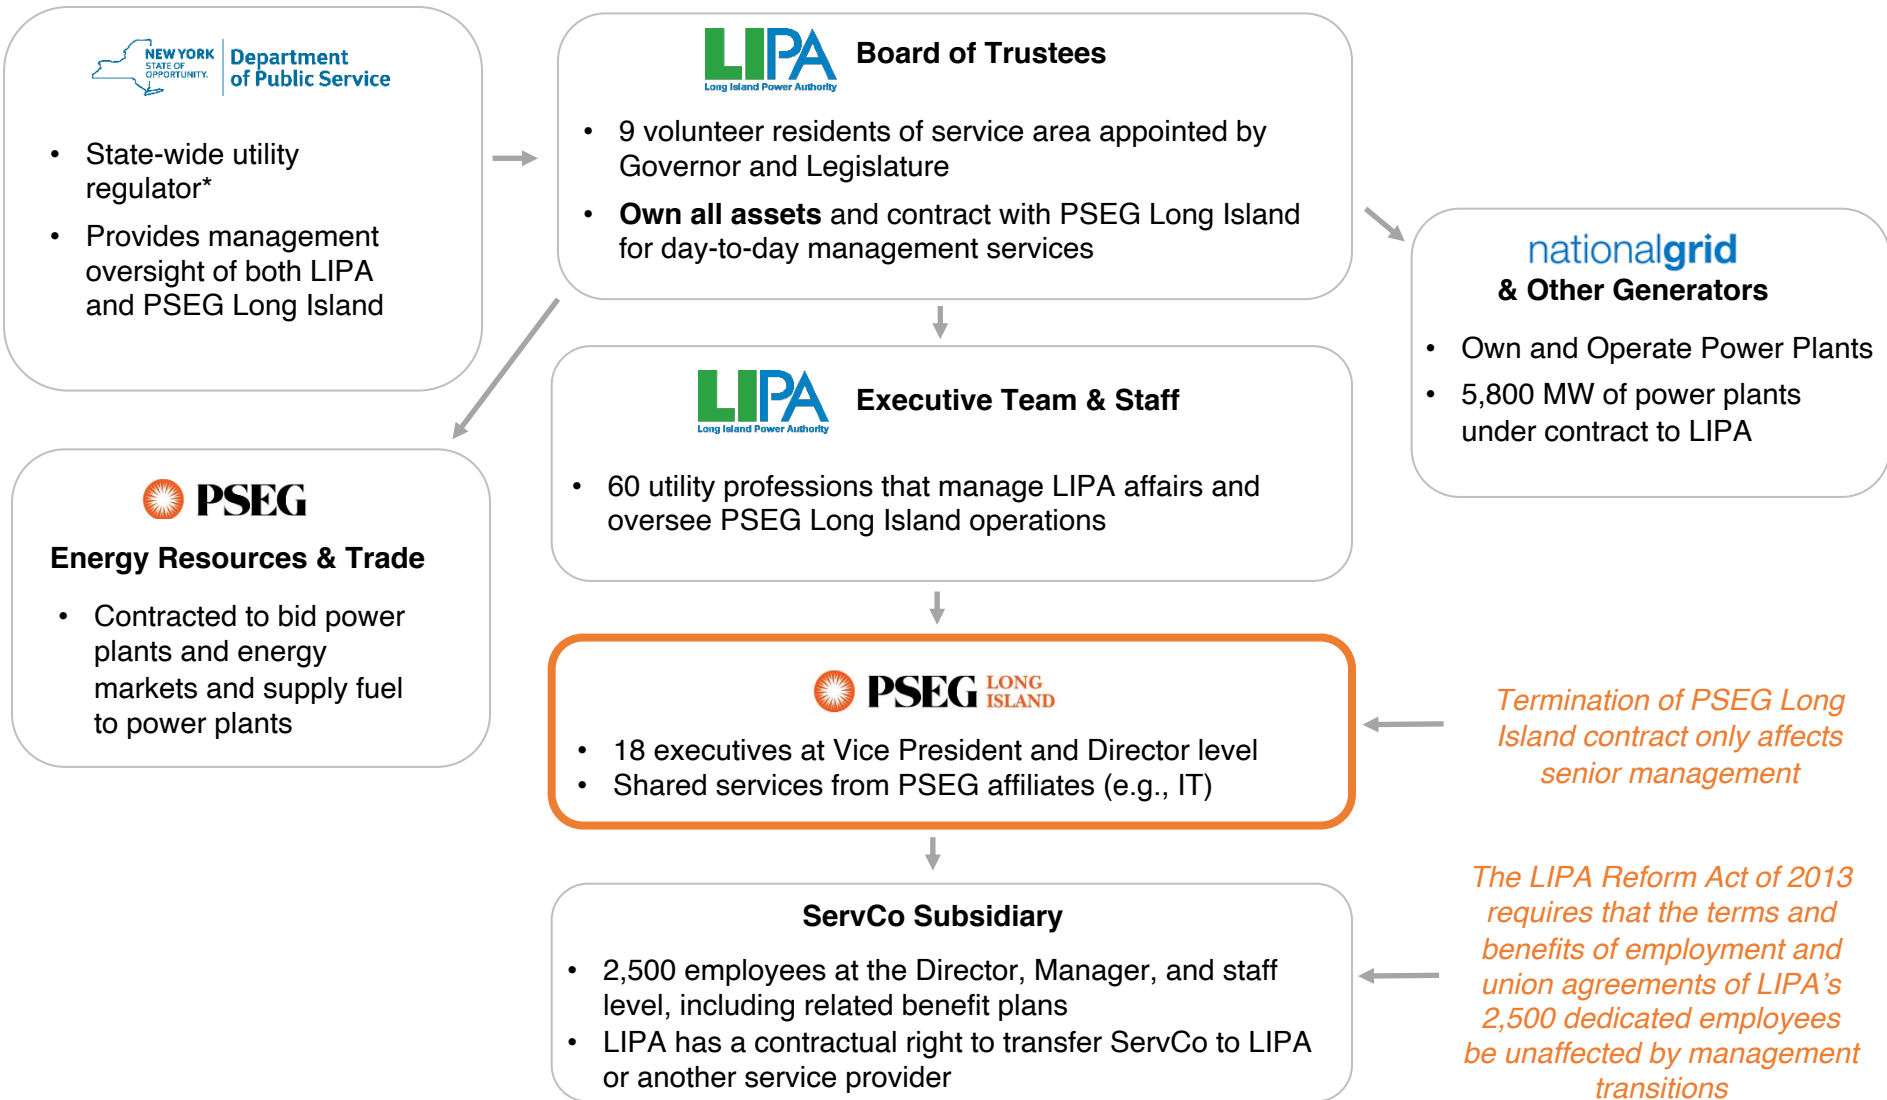 NEW YORK
STATE OF
OPPORTUNITY.
Department
of Public Service
• State-wide utility
regulator*
• Provides management
oversight of both LIPA
and PSEG Long Island
LIPA
Long Island Power Authority
Board of Trustees
• 9 volunteer residents of service area appointed by
Governor and Legislature
• Own all assets and contract with PSEG Long Island
for day-to-day management services
nationalgrid
& Other Generators
• Own and Operate Power Plants
• 5,800 MW of power plants
under contract to LIPA
LIPA
Long Island Power Authority
Executive Team & Staff
• 60 utility professions that manage LIPA affairs and
oversee PSEG Long Island operations
PSEG
Energy Resources & Trade
• Contracted to bid power
plants and energy
markets and supply fuel
to power plants
PSEG LONG
ISLAND
• 18 executives at Vice President and Director level
• Shared services from PSEG affiliates (e.g., IT)
Termination of PSEG Long
Island contract only affects
senior management
ServCo Subsidiary
• 2,500 employees at the Director, Manager, and staff
level, including related benefit plans
• LIPA has a contractual right to transfer ServCo to LIPA
or another service provider
The LIPA Reform Act of 2013
requires that the terms and
benefits of employment and
union agreements of LIPA’s
2,500 dedicated employees
be unaffected by management
transitions